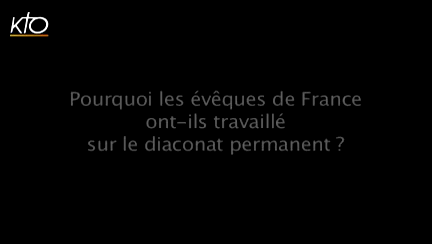 KTO
Pourquoi les évêques de France
ont-ils travaillé
sur le diaconat permanent ?